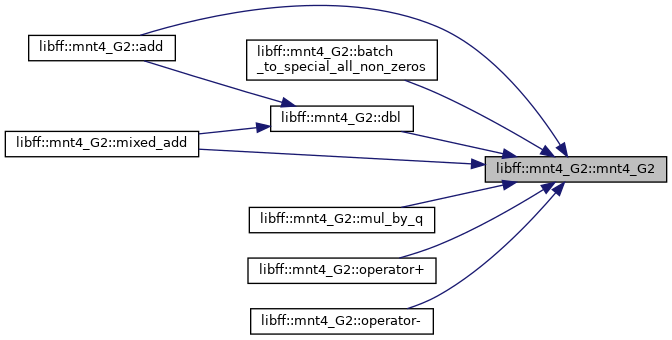 libff::mnt4_G2::add
libff::mnt4_G2::batch
_to_special_all_non_zeros
libff::mnt4_G2::dbl
libff::mnt4_G2::mixed_add
libff::mnt4_G2::mnt4_G2
libff::mnt4_G2::mul_by_q
libff::mnt4_G2::operator+
libff::mnt4_G2::operator-